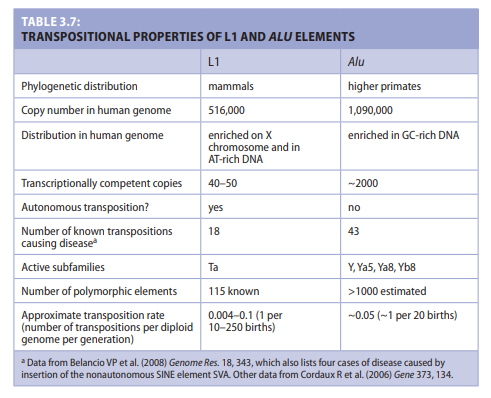 TABLE 3.7:
TRANSPOSITIONAL PROPERTIES OF L1 AND ALU ELEMENTS
L1 Alu
Phylogenetic distribution mammals higher primates
Copy number in human genome 516,000 1,090,000
Distribution in human genome enriched on X enriched in GC-rich DNA
chromosome and in
AT-rich DNA
Transcriptionally competent copies 40–50 ~2000
Autonomous transposition? yes no
Number of known transpositions 18 43
causing diseaseª
Active subfamilies Ta Y, Ya5, Ya8, Yb8
Number of polymorphic elements 115 known >1000 estimated
Approximate transposition rate 0.004–0.1 (1 per ~0.05 (~1 per 20 births)
(number of transpositions per diploid 10–250 births)
genome per generation)
ª Data from Belancio VP et al. (2008) Genome Res. 18, 343, which also lists four cases of disease caused by
insertion of the nonautonomous SINE element SVA. Other data from Cordaux R et al. (2006) Gene 373, 134.